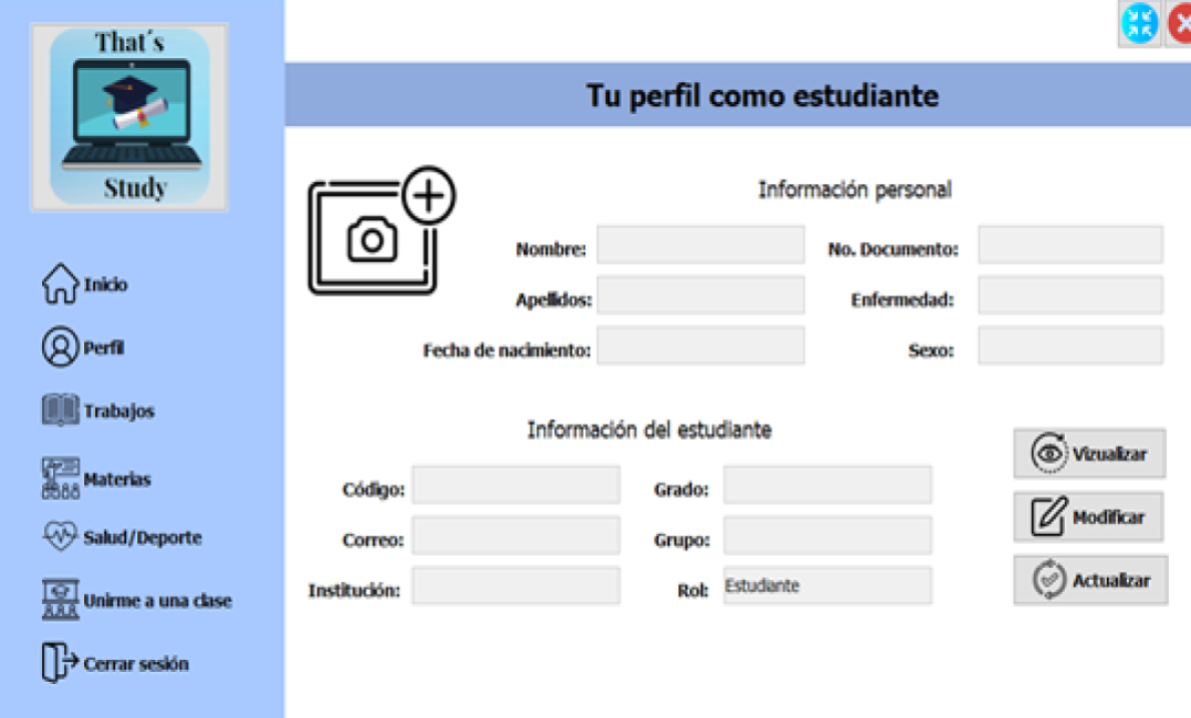 That´s
Study
Inicio
Perfil
Trabajos
Materias
Salud/Deporte
Unirme a una clase
Cerrar sesión
Tu perfil como estudiante
Información personal
Nombre:
No. Documento:
Apellidos:
Enfermedad:
Fecha de nacimiento:
Sexo:
Información del estudiante
Código:
Grado:
Correo:
Grupo:
Institución:
Rol: Estudiante
Vizualizar
Modificar
Actualizar